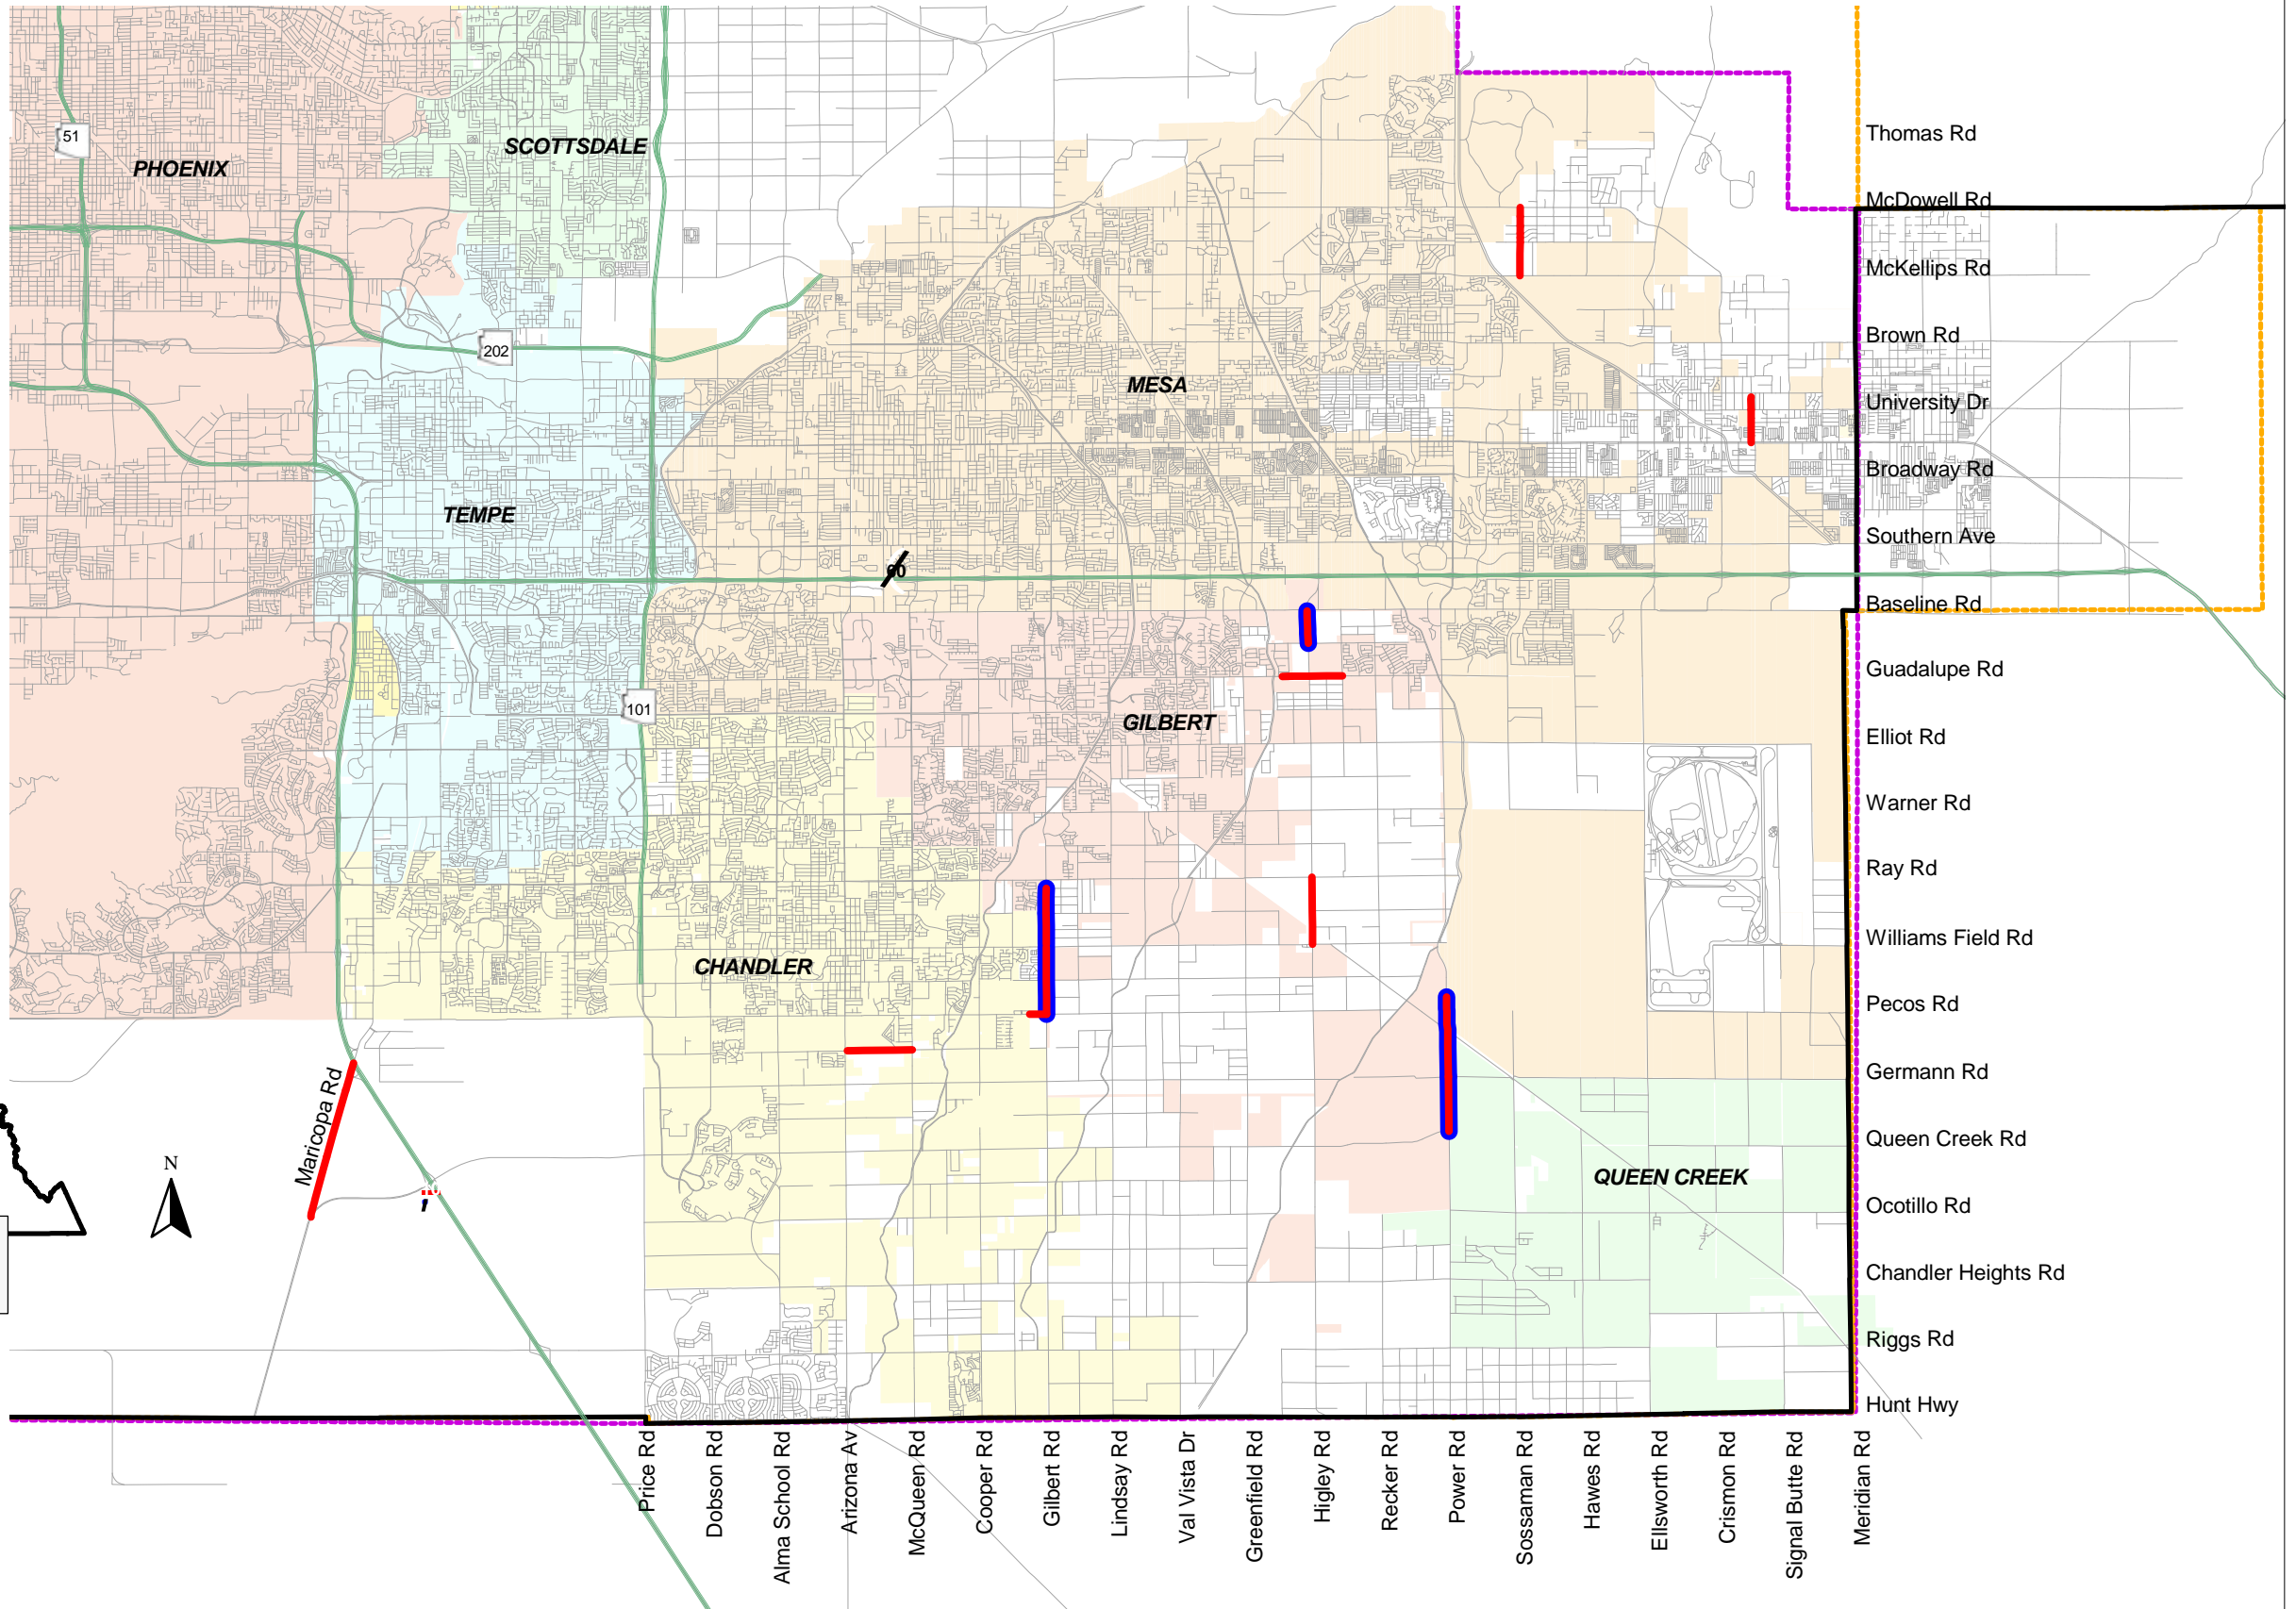 Thomas Rd
51
SCOTTSDALE
PHOENIX
McDowell Rd
McKellips Rd
Brown Rd
202
MESA
University Dr
Broadway Rd
TEMPE
Southern Ave
60
Baseline Rd
Guadalupe Rd
101
GILBERT
Elliot Rd
Warner Rd
Ray Rd
Williams Field Rd
CHANDLER
Pecos Rd
Germann Rd
Maricopa Rd
Queen Creek Rd
N
QUEEN CREEK
Ocotillo Rd
Chandler Heights Rd
Riggs Rd
Hunt Hwy
Price Rd
Dobson Rd
Alma School Rd
Arizona Av
McQueen Rd
Cooper Rd
Gilbert Rd
Lindsay Rd
Val Vista Dr
Greenfield Rd
Higley Rd
Recker Rd
Power Rd
Sossaman Rd
Hawes Rd
Ellsworth Rd
Crismon Rd
Signal Butte Rd
Meridian Rd